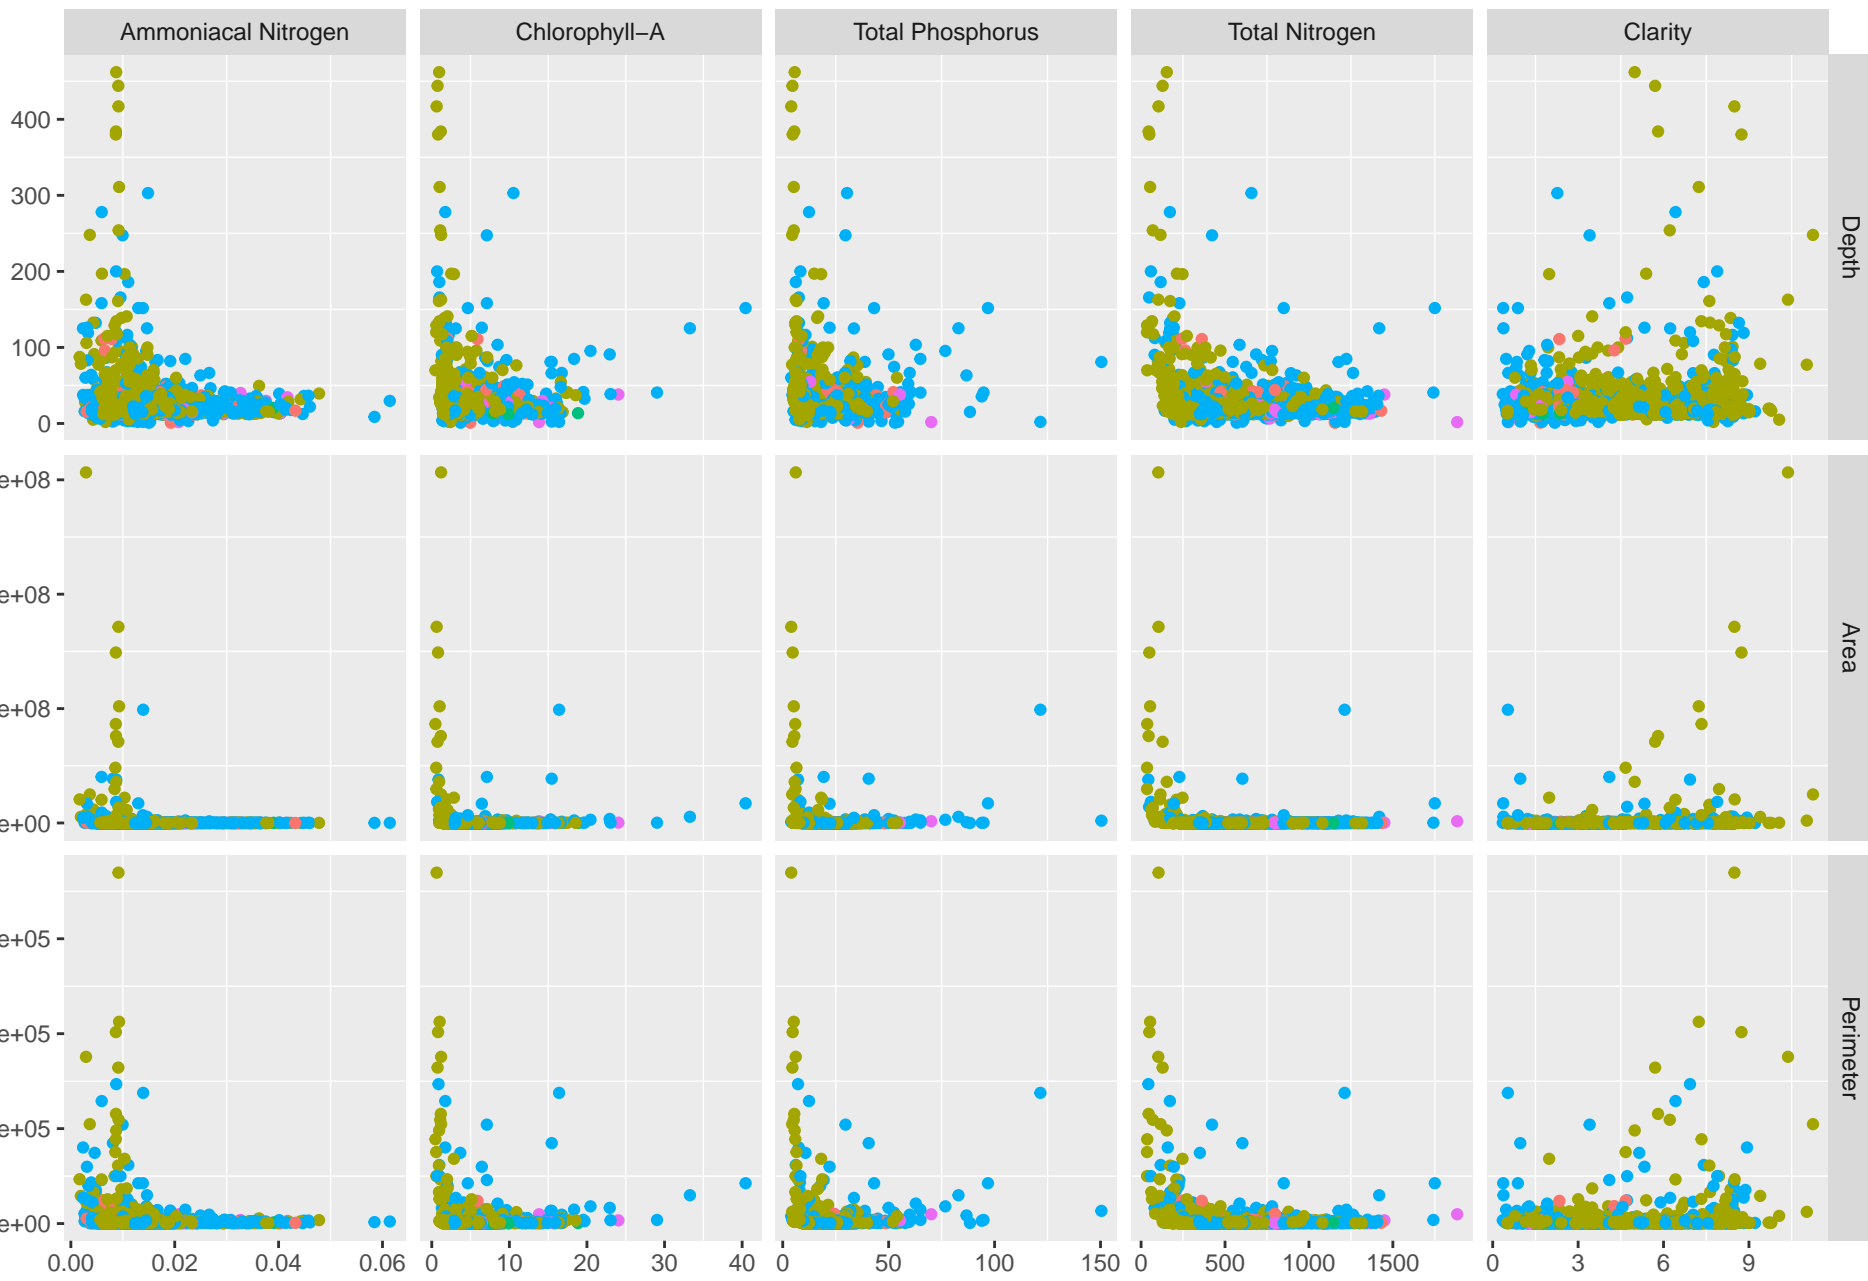 Ammoniacal Nitrogen Chlorophyll−A Total Phosphorus Total Nitrogen Clarity
400
300
200
100
0
Depth
e+08
e+08
e+08
e+00
Area
e+05
e+05
e+05
e+00
Perimeter
0.00 0.02 0.04 0.06 0 10 20 30 40 0 50 100 150 0 500 1000 1500 0 3 6 9